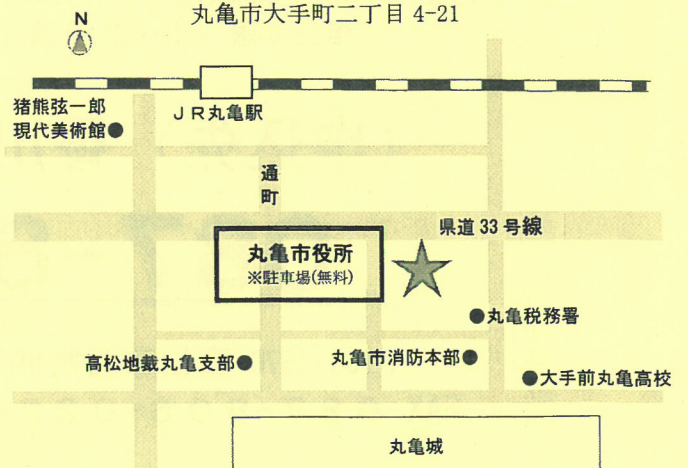 丸亀市大手町二丁目 4-21
N
JR丸亀駅
猪熊弦一郎
現代美術館●
通
町
県道 33 号線
丸亀市役所
※駐車場(無料)
●丸亀税務署
高松地裁丸亀支部●
丸亀市消防本部●
●大手前丸亀高校
丸亀城